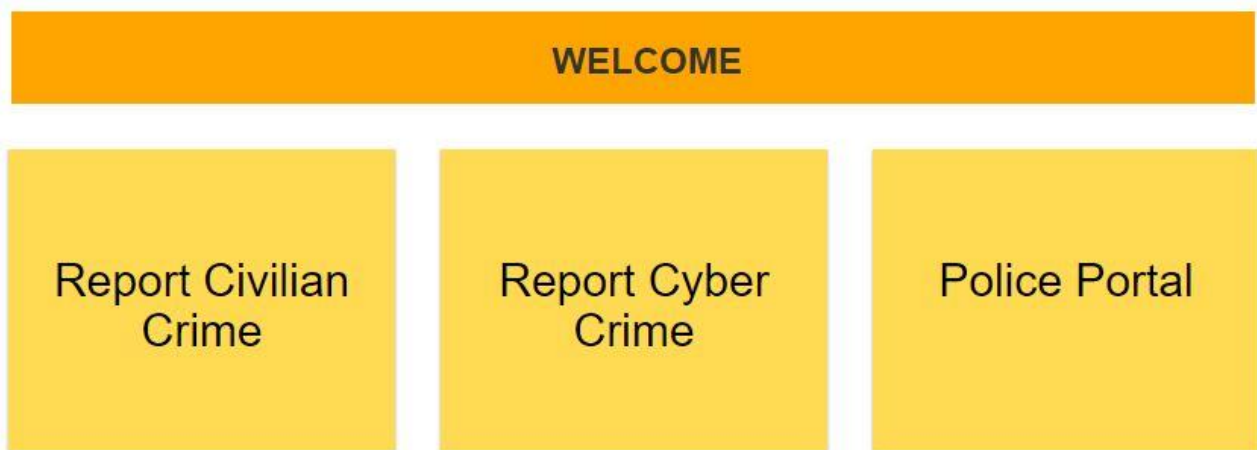 WELCOME
Report Civilian
Crime
Report Cyber
Crime
Police Portal